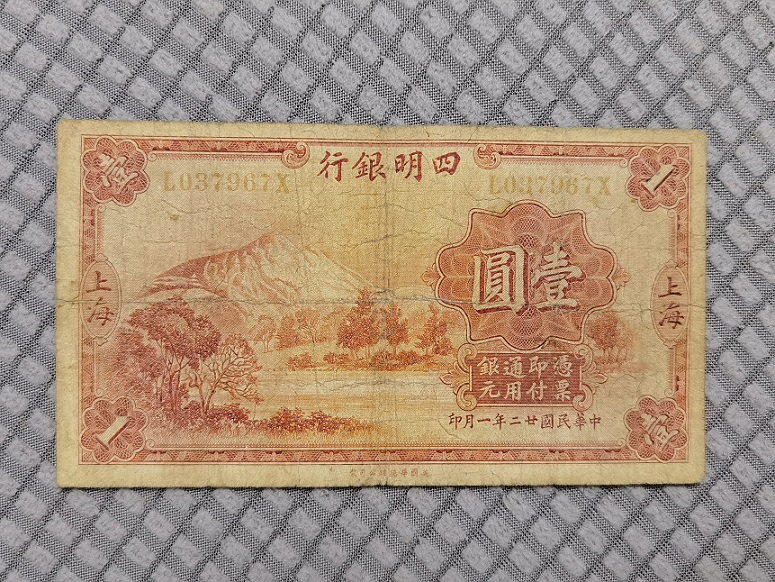 四明銀行
L037967X
L037967X
壹
1
圓壹
上海
上海
憑票即付通用銀元
中華民國廿二年一月印
1
壹